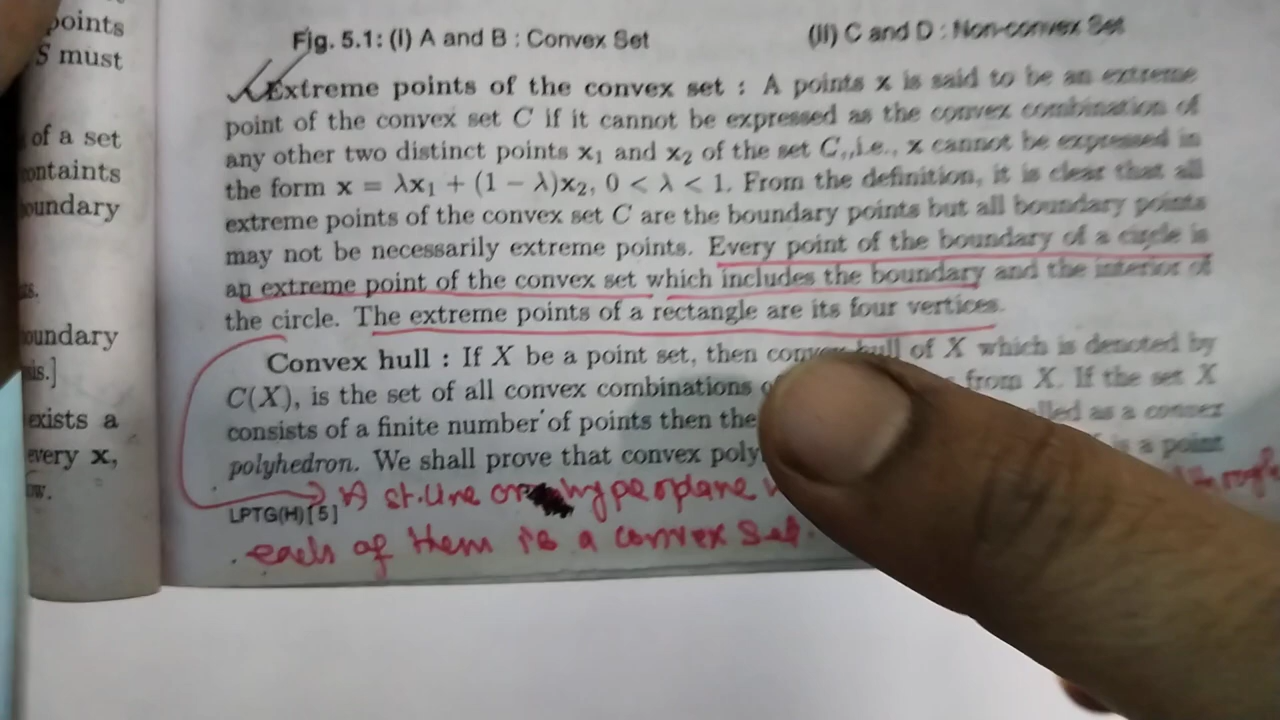 points
S must
of a set
containts
boundary
boundary
exists a
every x,
Fig. 5.1: (I) A and B : Convex Set (II) C and D : Non-convex Set
Extreme points of the convex set : A points x is said to be an extreme
point of the convex set C if it cannot be expressed as the convex combination of
any other two distinct points x₁ and x₂ of the set C,,i.e., x cannot be expressed in
the form x = λx₁ + (1 − λ)x₂, 0 < λ < 1. From the definition, it is clear that all
extreme points of the convex set C are the boundary points but all boundary points
may not be necessarily extreme points. Every point of the boundary of a circle is
an extreme point of the convex set which includes the boundary and the interior of
the circle. The extreme points of a rectangle are its four vertices.
Convex hull : If X be a point set, then convex hull of X which is denoted by
C(X), is the set of all convex combinations from X. If the set X
consists of a finite number of points then the called as a convex
polyhedron. We shall prove that convex is a point
A st.line or hyperplane
LPTG(H)[5]
each of them is a convex set.